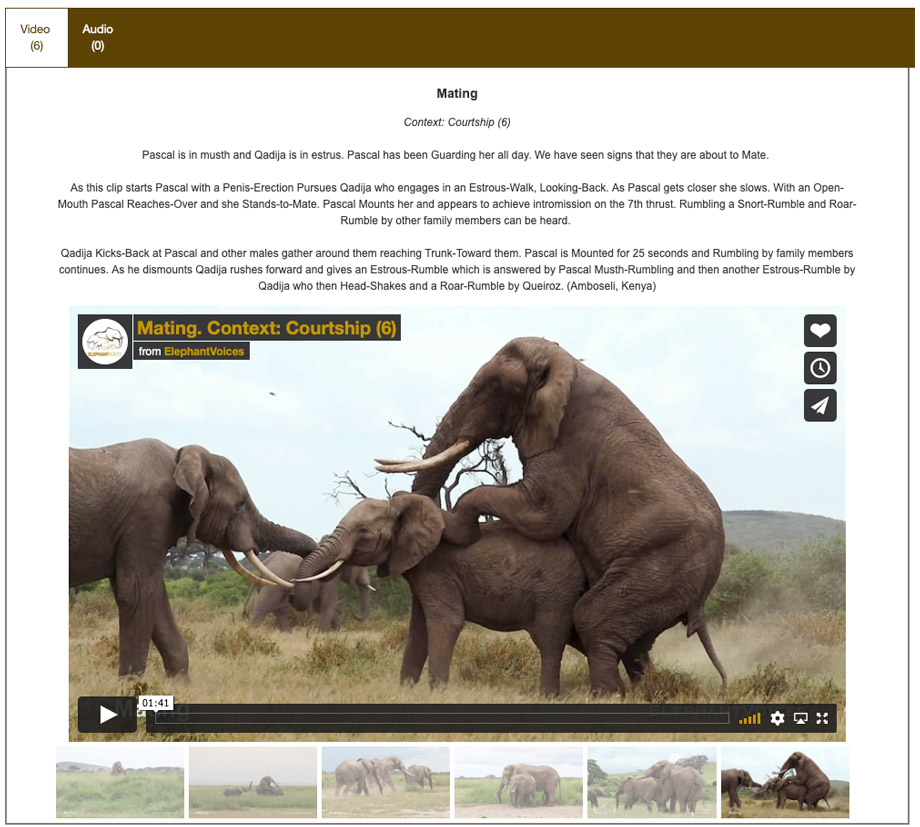 Video
(6)
Audio
(0)
Mating
Context: Courtship (6)
Pascal is in musth and Qadija is in estrus. Pascal has been Guarding her all day. We have seen signs that they are about to Mate.
As this clip starts Pascal with a Penis-Erection Pursues Qadija who engages in an Estrous-Walk, Looking-Back. As Pascal gets closer she slows. With an Open-
Mouth Pascal Reaches-Over and she Stands-to-Mate. Pascal Mounts her and appears to achieve intromission on the 7th thrust. Rumbling a Snort-Rumble and Roar-
Rumble by other family members can be heard.
Qadija Kicks-Back at Pascal and other males gather around them reaching Trunk-Toward them. Pascal is Mounted for 25 seconds and Rumbling by family members
continues. As he dismounts Qadija rushes forward and gives an Estrous-Rumble which is answered by Pascal Musth-Rumbling and then another Estrous-Rumble by
Qadija who then Head-Shakes and a Roar-Rumble by Queiroz. (Amboseli, Kenya)
Mating. Context: Courtship (6)
from ElephantVoices
ELEPHANTVOICES
01:41